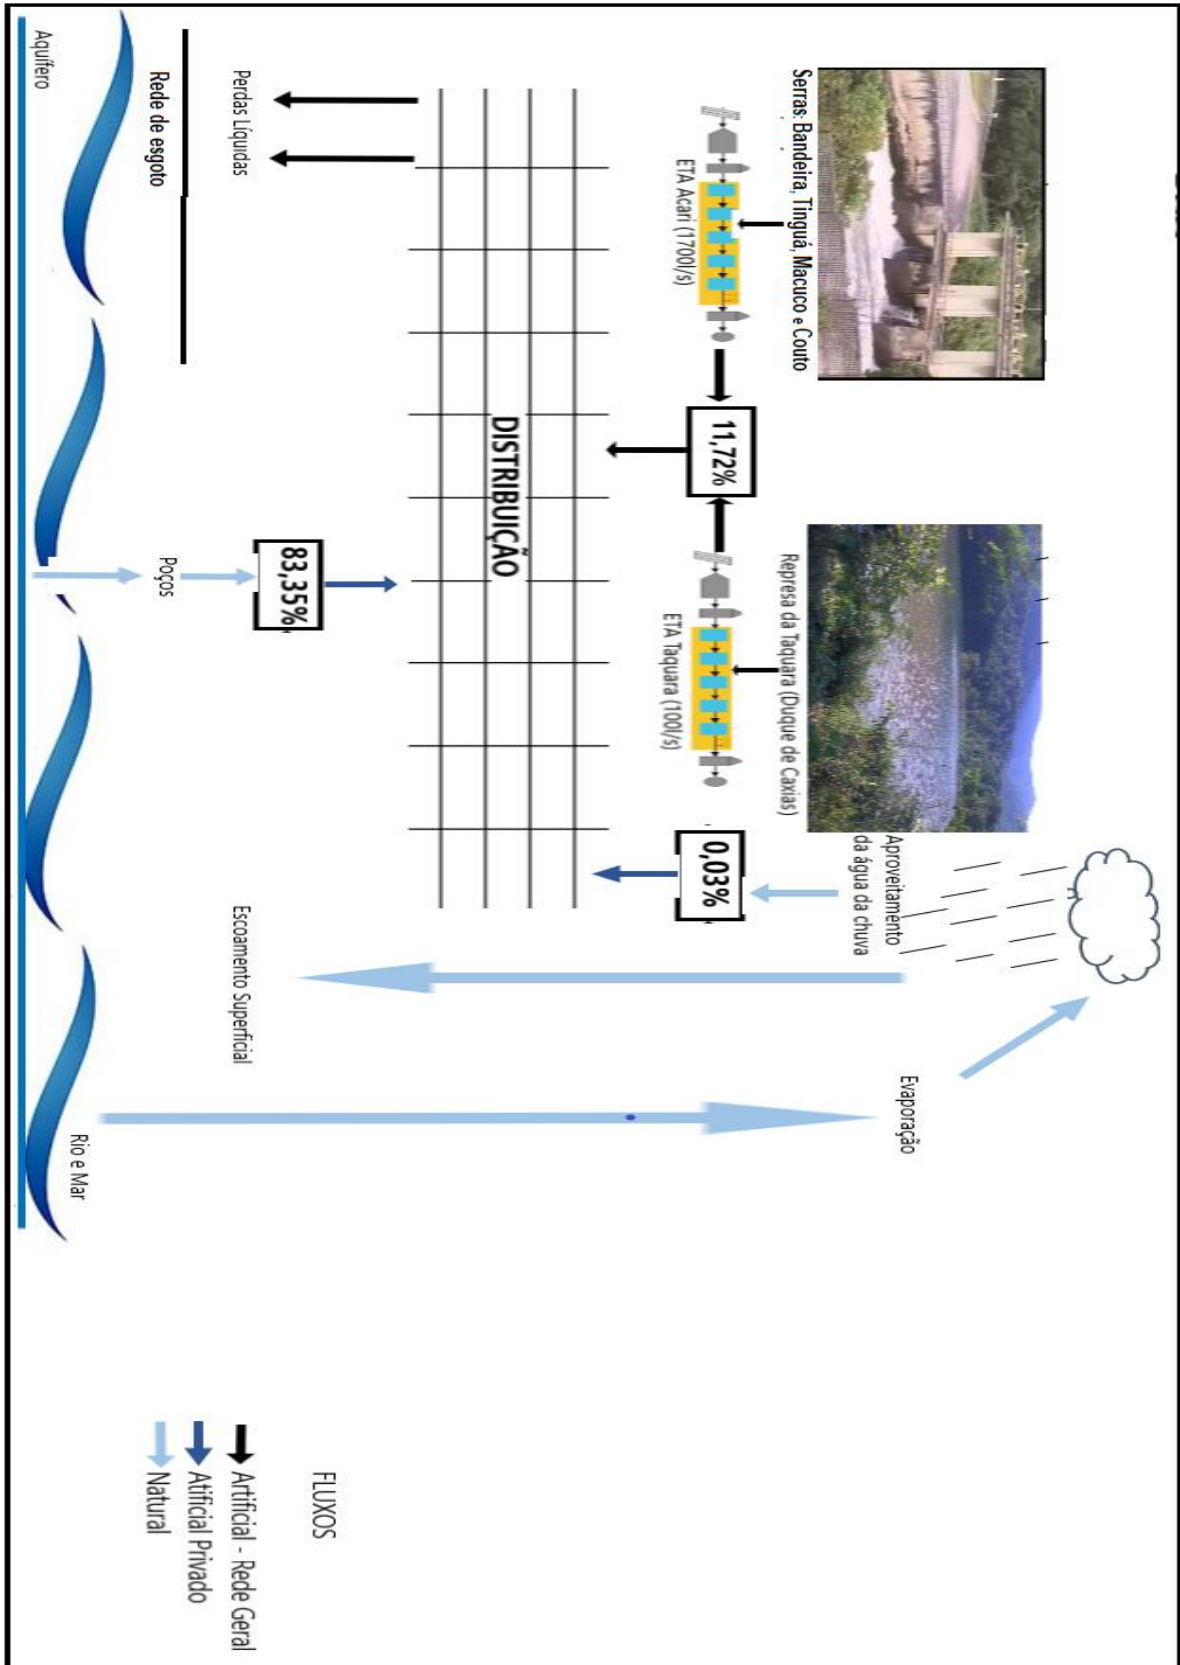 Serras: Bandeira, Tinguá, Macuco e Couto
Represa da Taquara (Duque de Caxias)
Aproveitamento
da água da chuva
Evaporação
ETA Acari (1700l/s)
11,72%
ETA Taquara (100l/s)
0,03%
DISTRIBUIÇÃO
Perdas Líquidas
83,35%
Escoamento Superficial
Rede de esgoto
Poços
Rio e Mar
Aquífero
FLUXOS
Artificial - Rede Geral
Atificial Privado
Natural